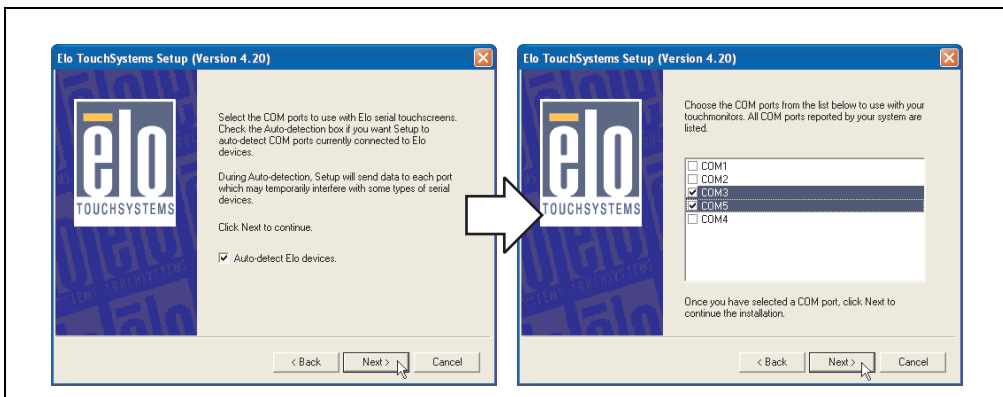 Elo TouchSystems Setup (Version 4.20)
elo
TOUCHSYSTEMS
Select the COM ports to use with Elo serial touchscreens.
Check the Auto-detection box if you want Setup to
auto-detect COM ports currently connected to Elo
devices.
During Auto-detection, Setup will send data to each port
which may temporarily interfere with some types of serial
devices.
Click Next to continue.
Auto-detect Elo devices.
< Back
Next >
Cancel
Elo TouchSystems Setup (Version 4.20)
elo
TOUCHSYSTEMS
Choose the COM ports from the list below to use with your
touchmonitors. All COM ports reported by your system are
listed.
COM1
COM2
COM3
COM5
COM4
Once you have selected a COM port, click Next to
continue the installation.
< Back
Next >
Cancel